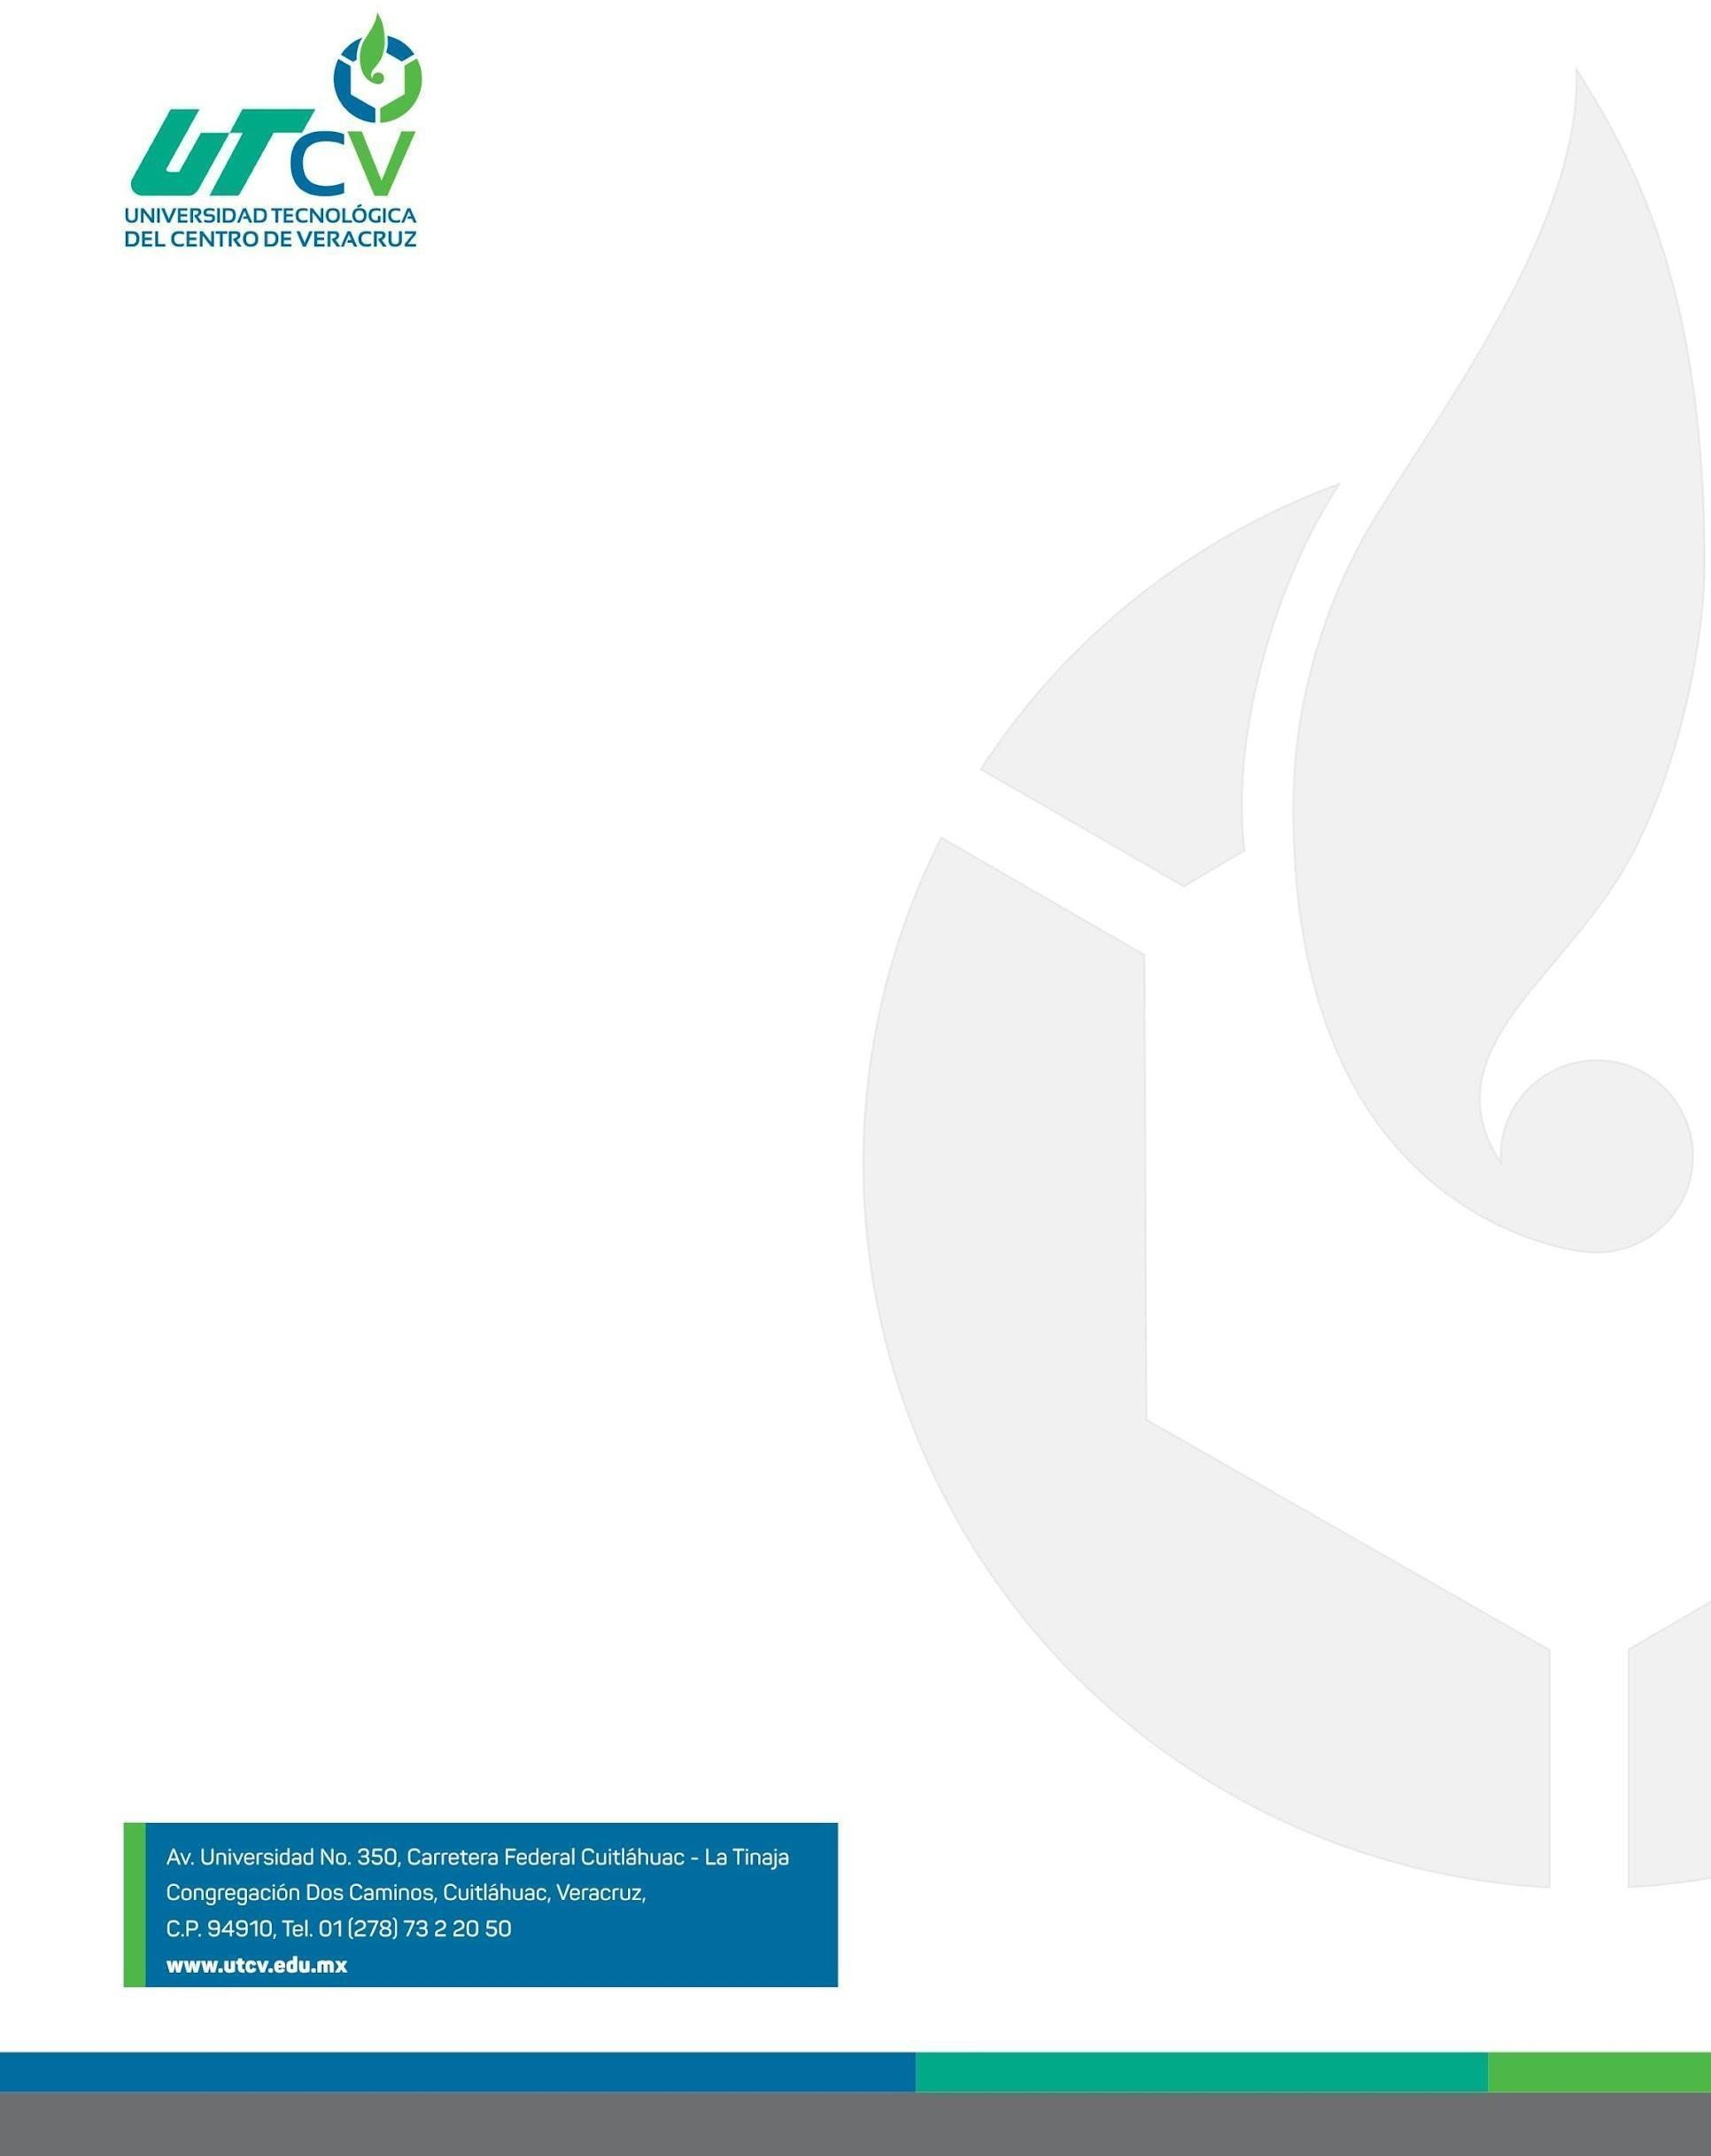 UTCV
UNIVERSIDAD TECNOLÓGICA
DEL CENTRO DE VERACRUZ
Av. Universidad No. 350, Carretera Federal Cuitláhuac - La Tinaja
Congregación Dos Caminos, Cuitláhuac, Veracruz,
C.P. 94910, Tel. 01 (278) 73 2 20 50
www.utcv.edu.mx